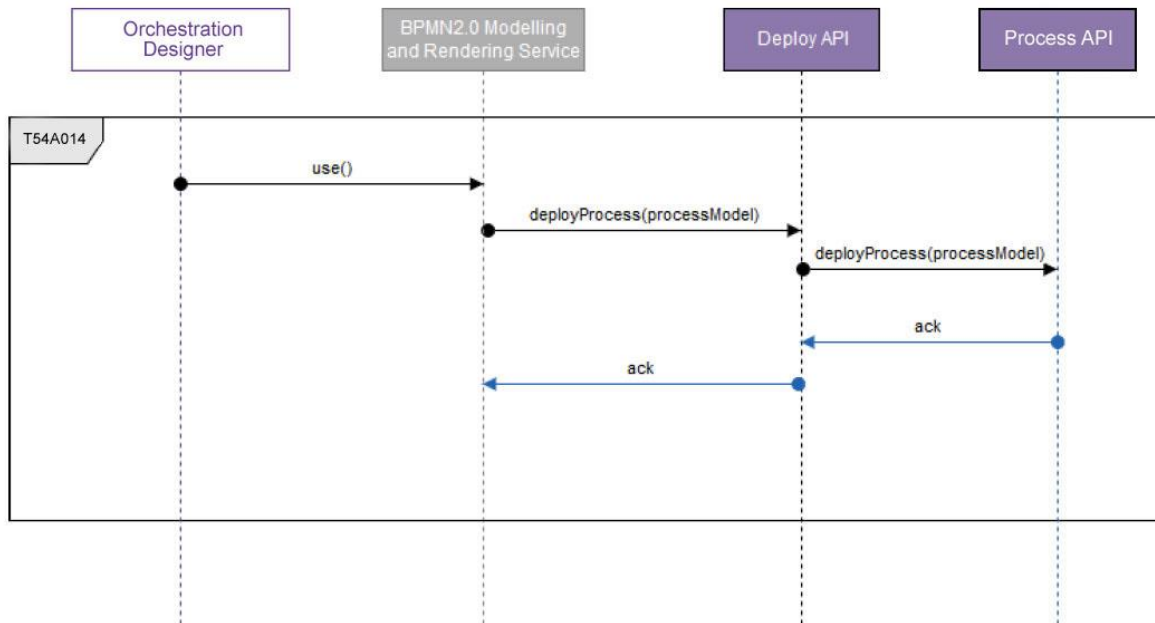 Orchestration
Designer
BPMN2.0 Modelling
and Rendering Service
Deploy API
Process API
T54A014
use()
deployProcess(processModel)
deployProcess(processModel)
ack
ack